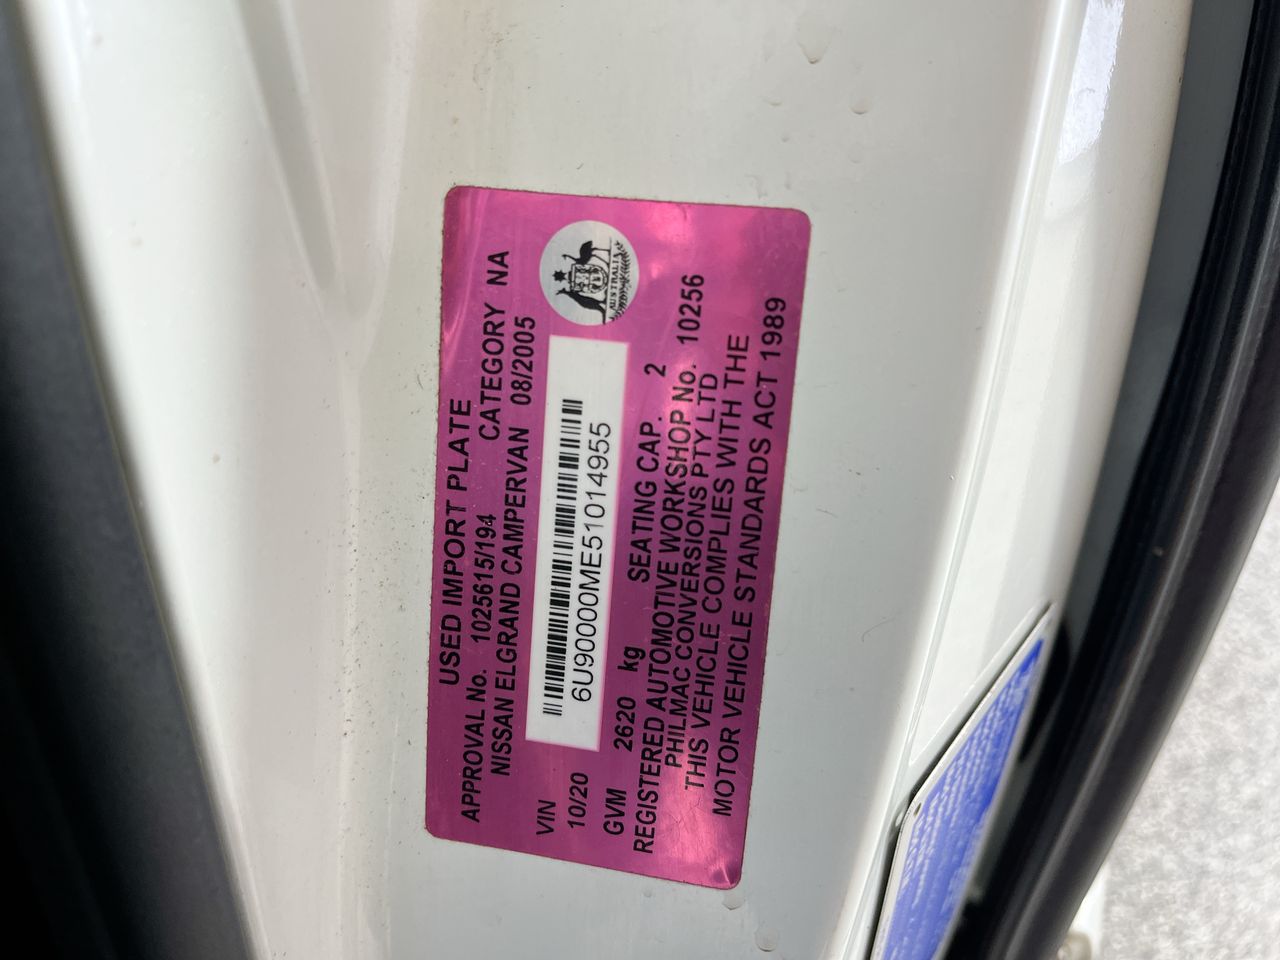 USED IMPORT PLATE
APPROVAL No. 1025615/194 CATEGORY NA
NISSAN ELGRAND CAMPERVAN 08/2005
AUSTRALIA
VIN
10/20
6U90000ME51014955
GVM 2620 kg SEATING CAP. 2
REGISTERED AUTOMOTIVE WORKSHOP No. 10256
PHILMAC CONVERSIONS PTY LTD
THIS VEHICLE COMPLIES WITH THE
MOTOR VEHICLE STANDARDS ACT 1989